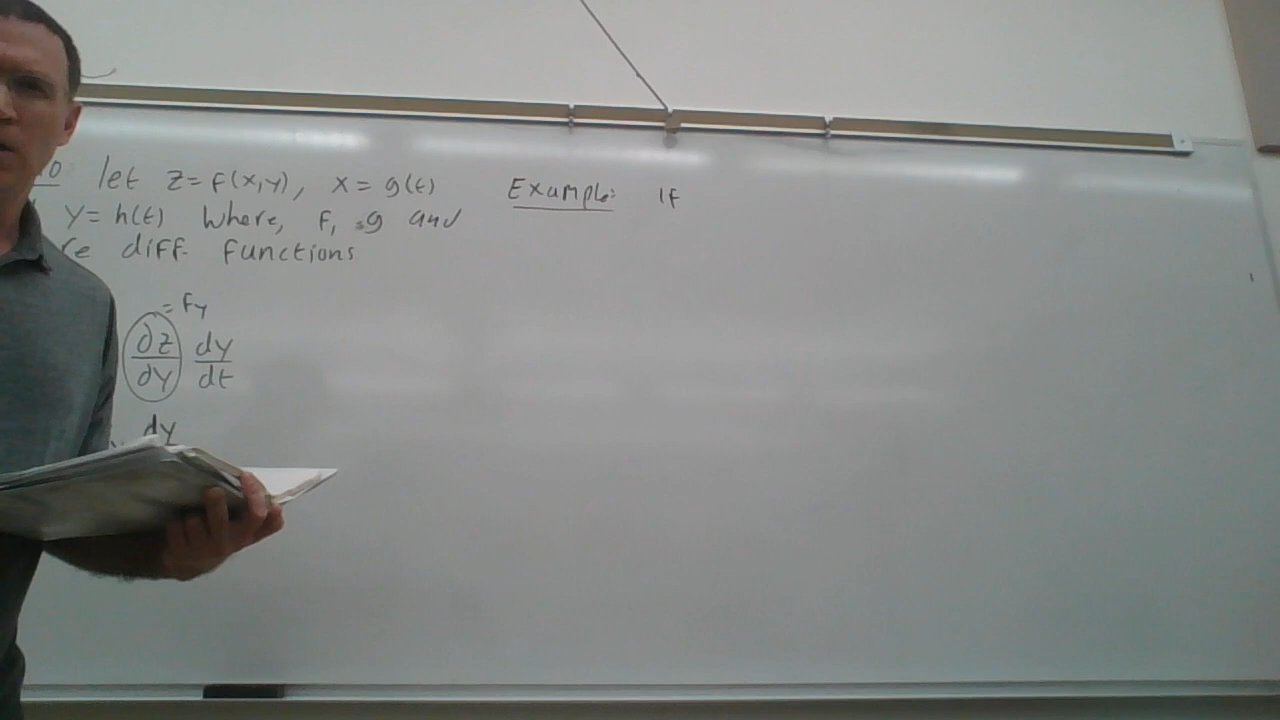 let z = f(x,y), x = g(t)
y = h(t) where, f, g and
re diff. functions
= fy
∂z dy
∂y dt
dy
Example: If